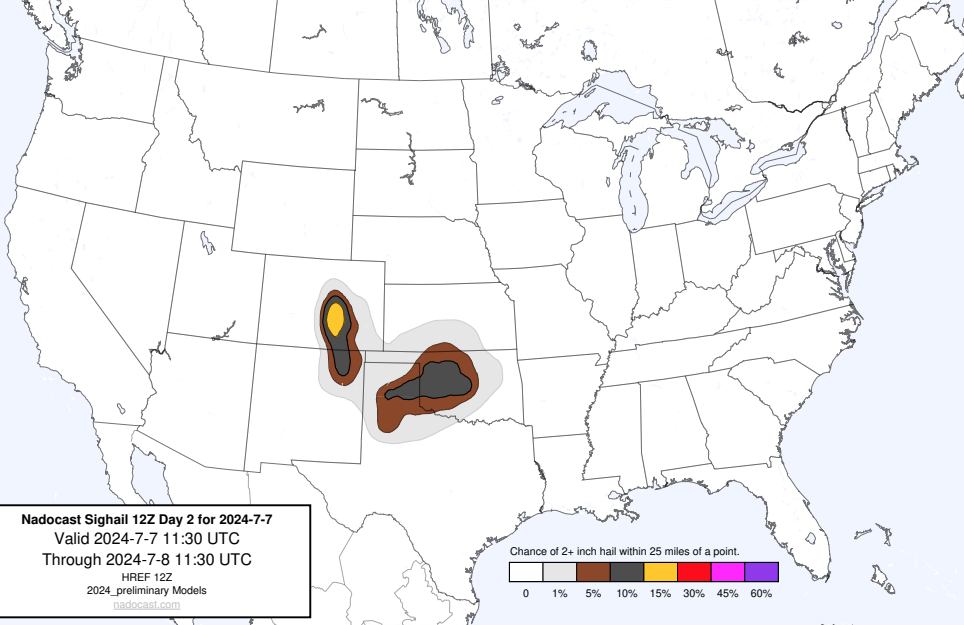 Nadocast Sighail 12Z Day 2 for 2024-7-7
Valid 2024-7-7 11:30 UTC
Through 2024-7-8 11:30 UTC
HREF 12Z
2024_preliminary Models
nadocast.com
Chance of 2+ inch hail within 25 miles of a point.
0 1% 5% 10% 15% 30% 45% 60%